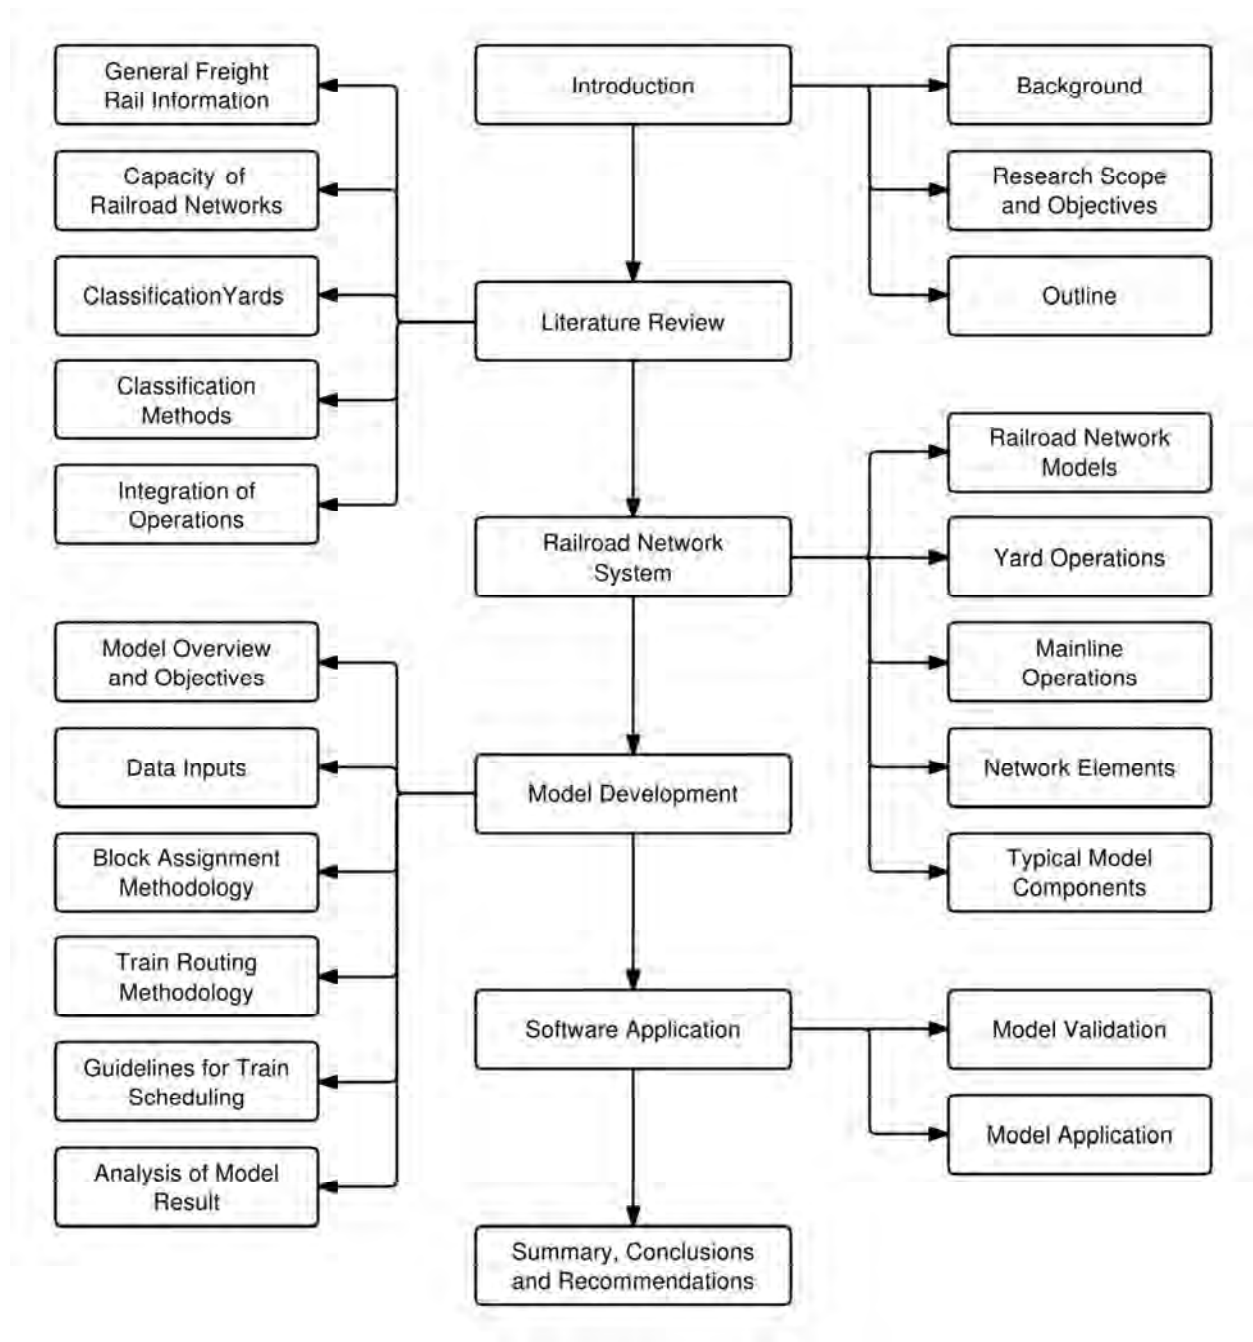 General Freight
Rail Information
Introduction
Background
Capacity of
Railroad Networks
Research Scope
and Objectives
ClassificationYards
Outline
Literature Review
Classification
Methods
Railroad Network
Models
Integration of
Operations
Railroad Network
System
Yard Operations
Model Overview
and Objectives
Mainline
Operations
Data Inputs
Model Development
Network Elements
Block Assignment
Methodology
Typical Model
Components
Train Routing
Methodology
Software Application
Model Validation
Guidelines for Train
Scheduling
Model Application
Analysis of Model
Result
Summary, Conclusions
and Recommendations